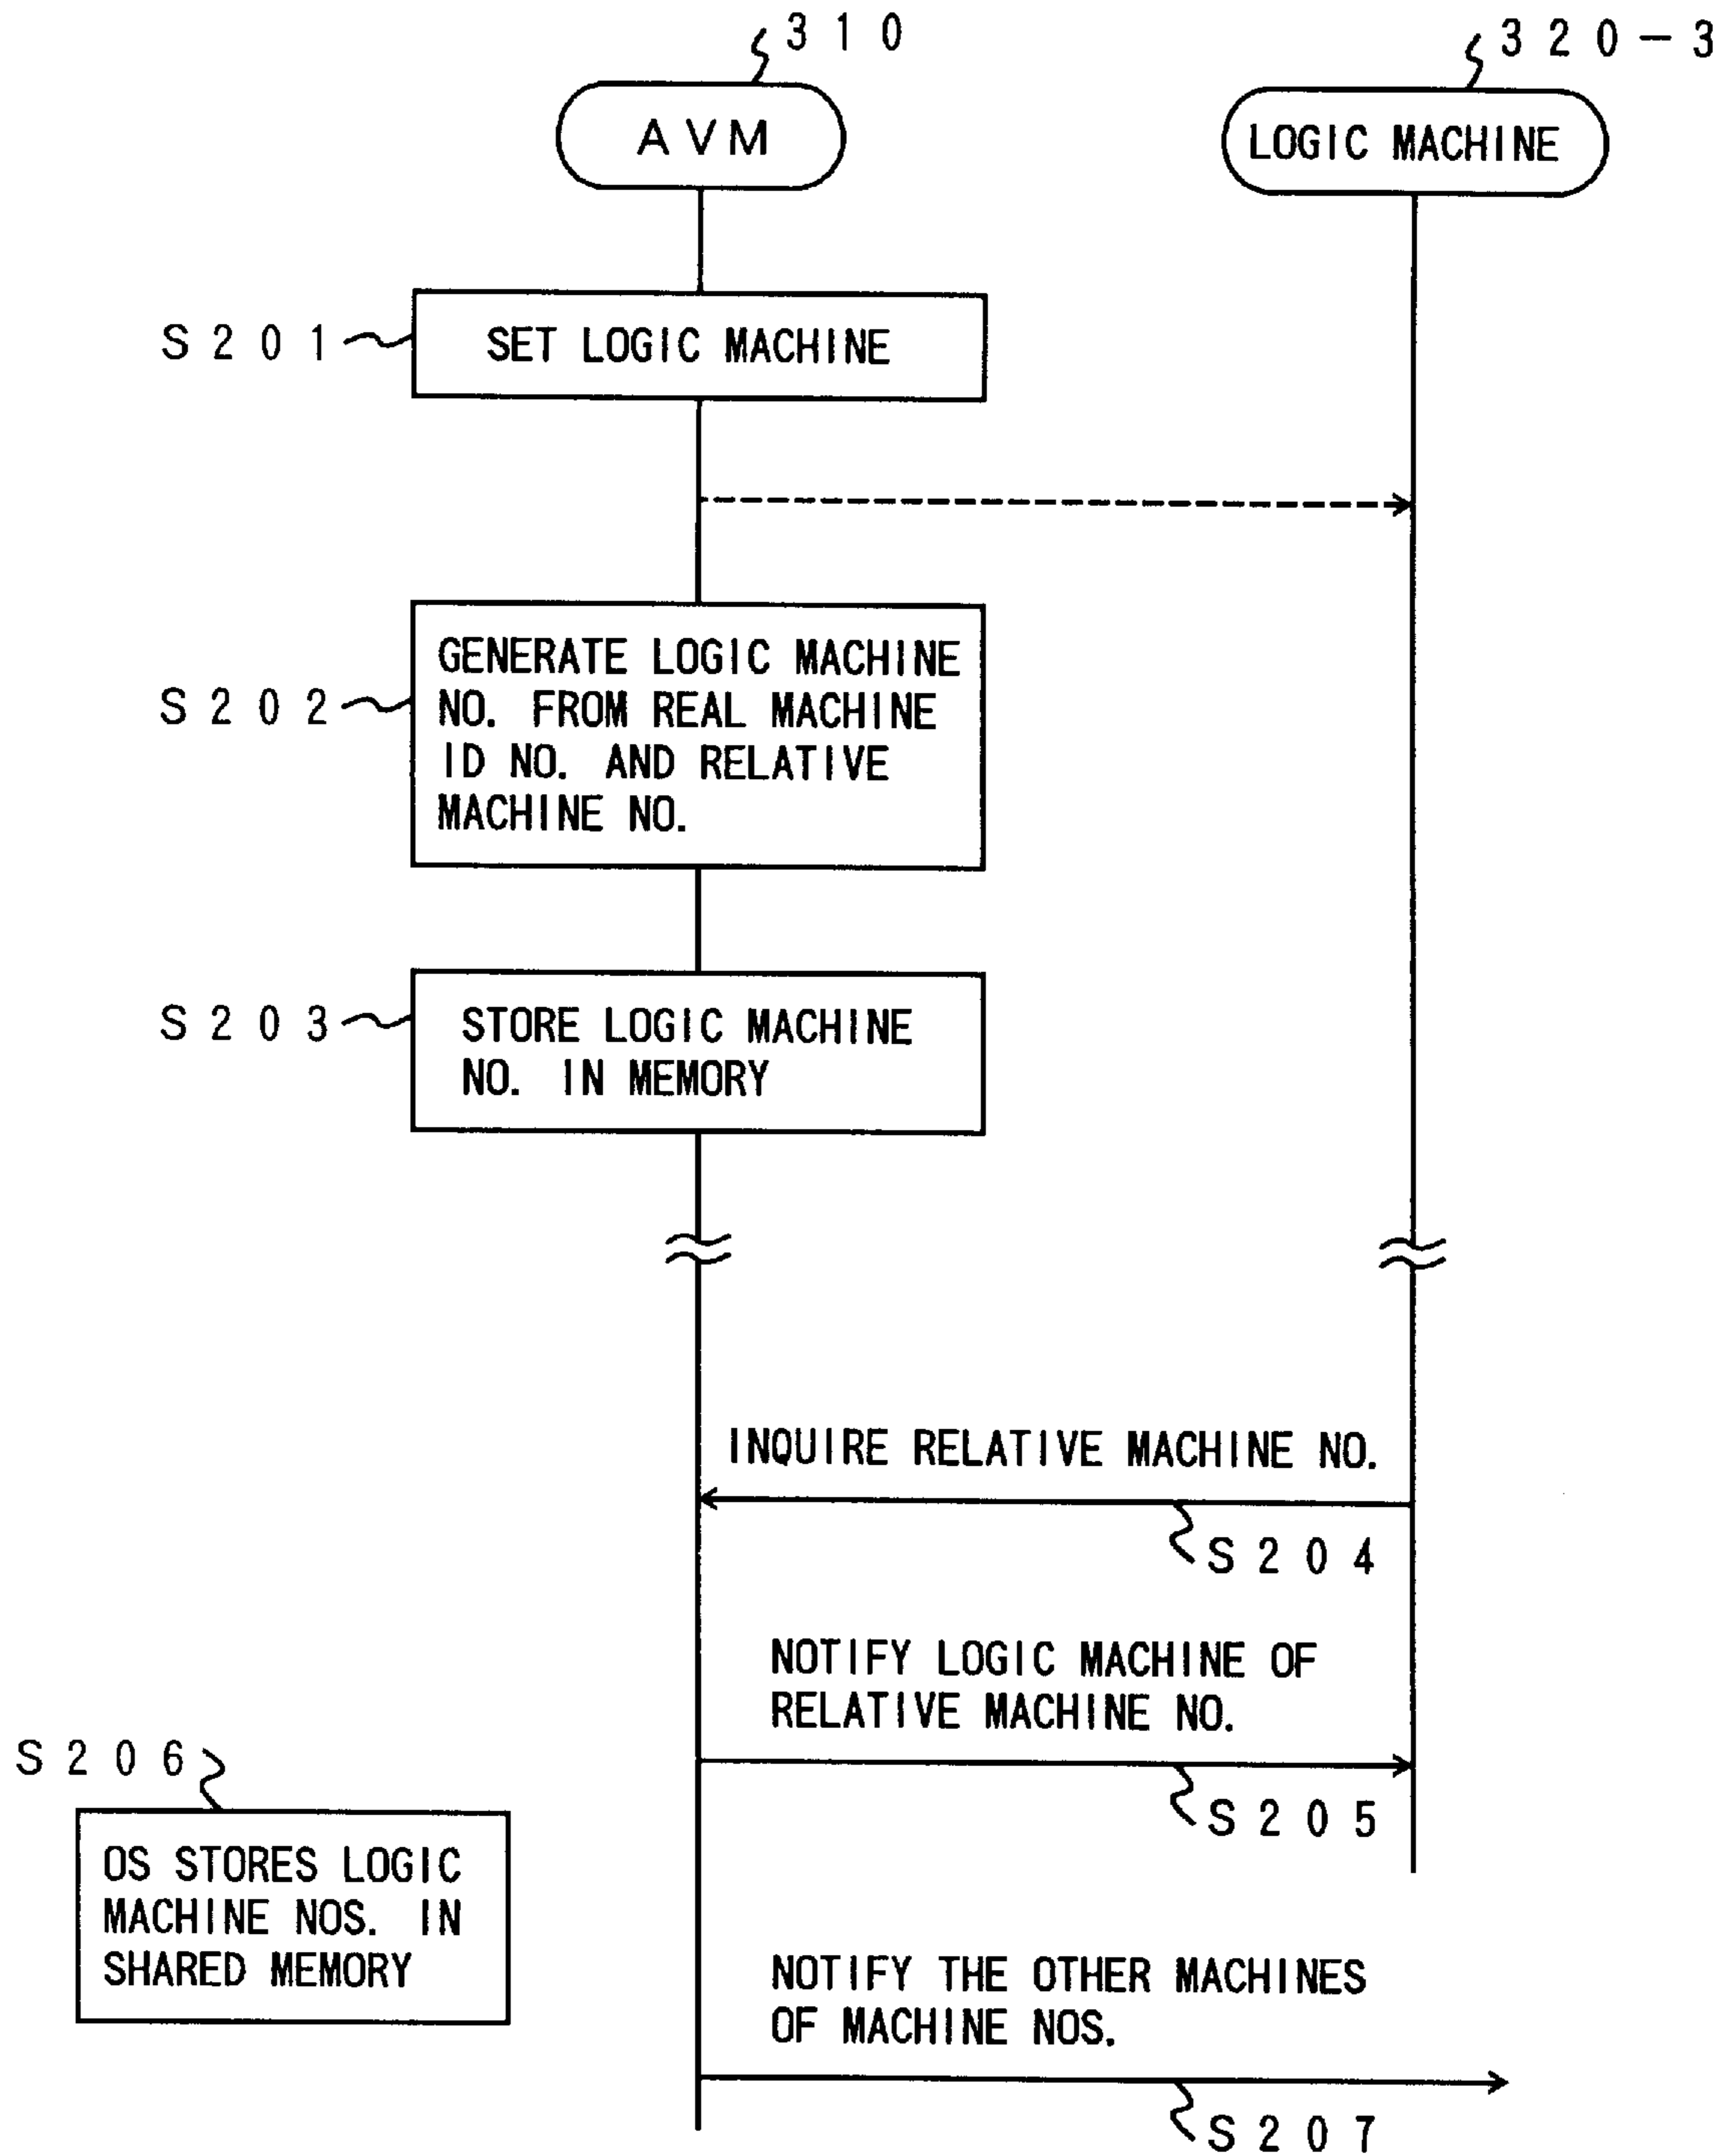 310
320-3
AVM
LOGIC MACHINE
S201
SET LOGIC MACHINE
S202
GENERATE LOGIC MACHINE
NO. FROM REAL MACHINE
ID NO. AND RELATIVE
MACHINE NO.
S203
STORE LOGIC MACHINE
NO. IN MEMORY
INQUIRE RELATIVE MACHINE NO.
S204
NOTIFY LOGIC MACHINE OF
RELATIVE MACHINE NO.
S205
S206
OS STORES LOGIC
MACHINE NOS. IN
SHARED MEMORY
NOTIFY THE OTHER MACHINES
OF MACHINE NOS.
S207